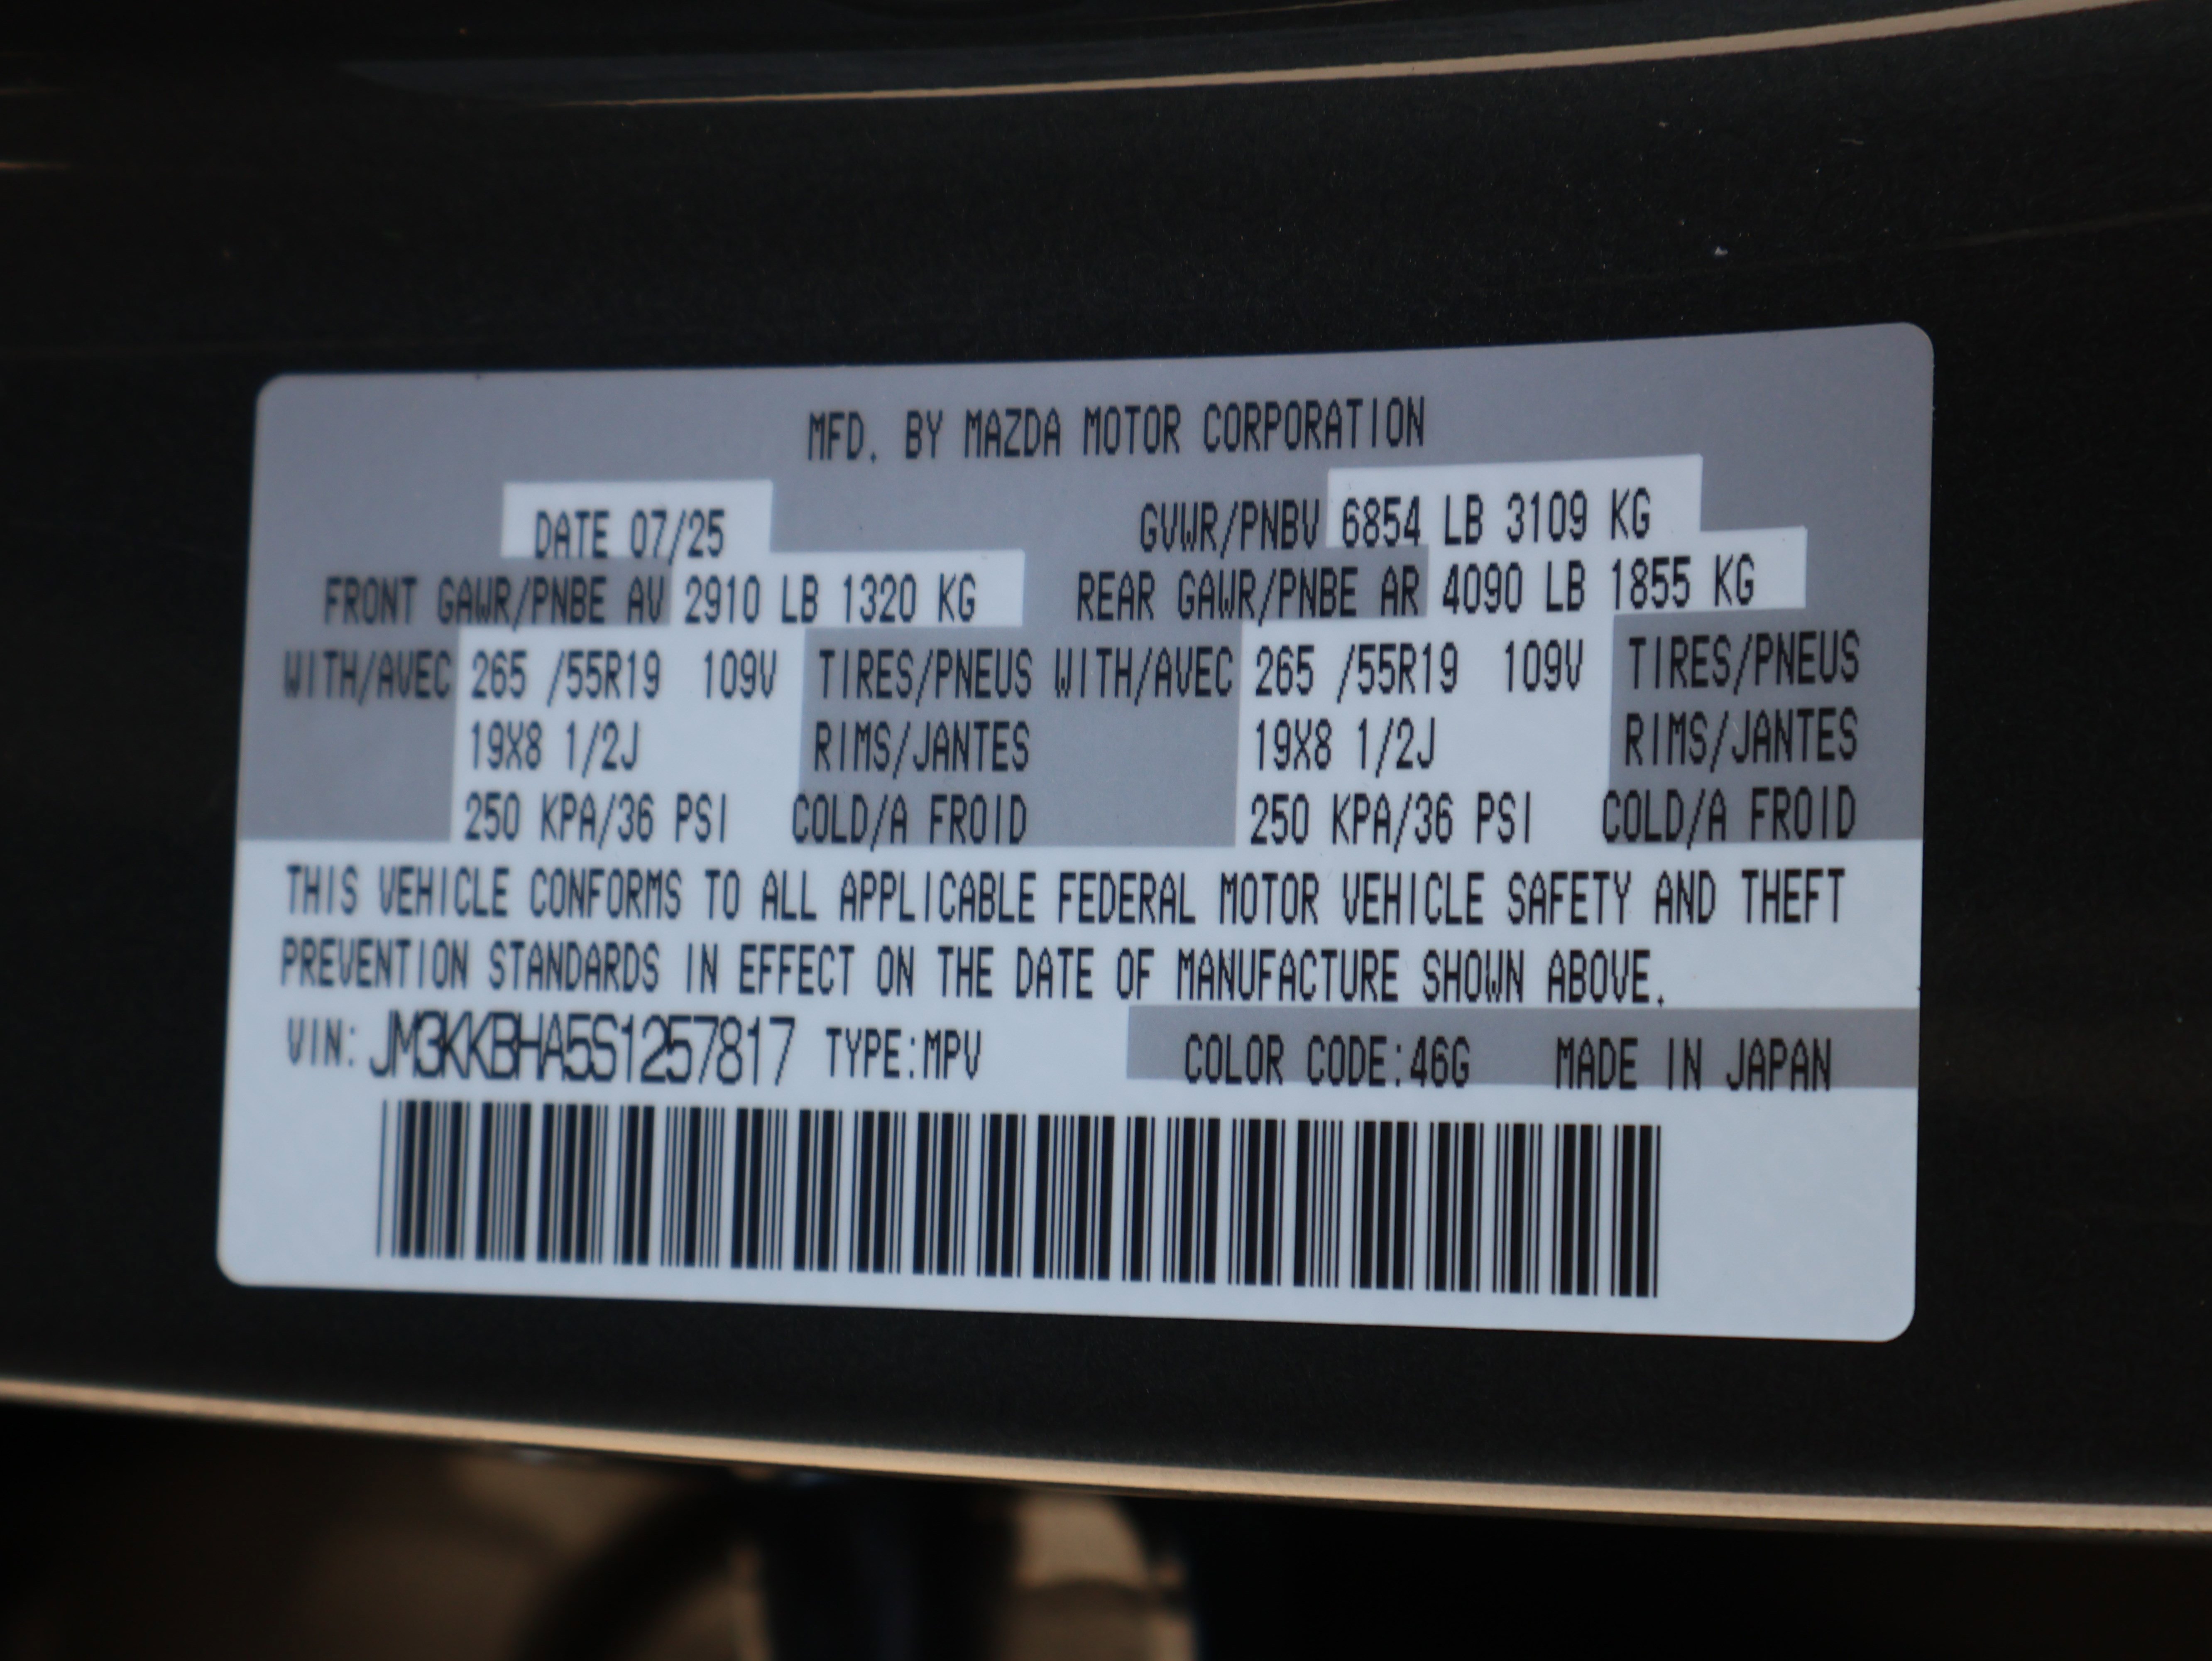 MFD. BY MAZDA MOTOR CORPORATION
DATE 07/25 GVWR/PNBV 6854 LB 3109 KG
FRONT GAWR/PNBE AV 2910 LB 1320 KG REAR GAWR/PNBE AR 4090 LB 1855 KG
WITH/AVEC 265 /55R19 109V TIRES/PNEUS WITH/AVEC 265 /55R19 109V TIRES/PNEUS
19X8 1/2J RIMS/JANTES 19X8 1/2J RIMS/JANTES
250 KPA/36 PSI COLD/A FROID 250 KPA/36 PSI COLD/A FROID
THIS VEHICLE CONFORMS TO ALL APPLICABLE FEDERAL MOTOR VEHICLE SAFETY AND THEFT
PREVENTION STANDARDS IN EFFECT ON THE DATE OF MANUFACTURE SHOWN ABOVE.
VIN: JM3KKBHA5S1257817 TYPE:MPV COLOR CODE:46G MADE IN JAPAN